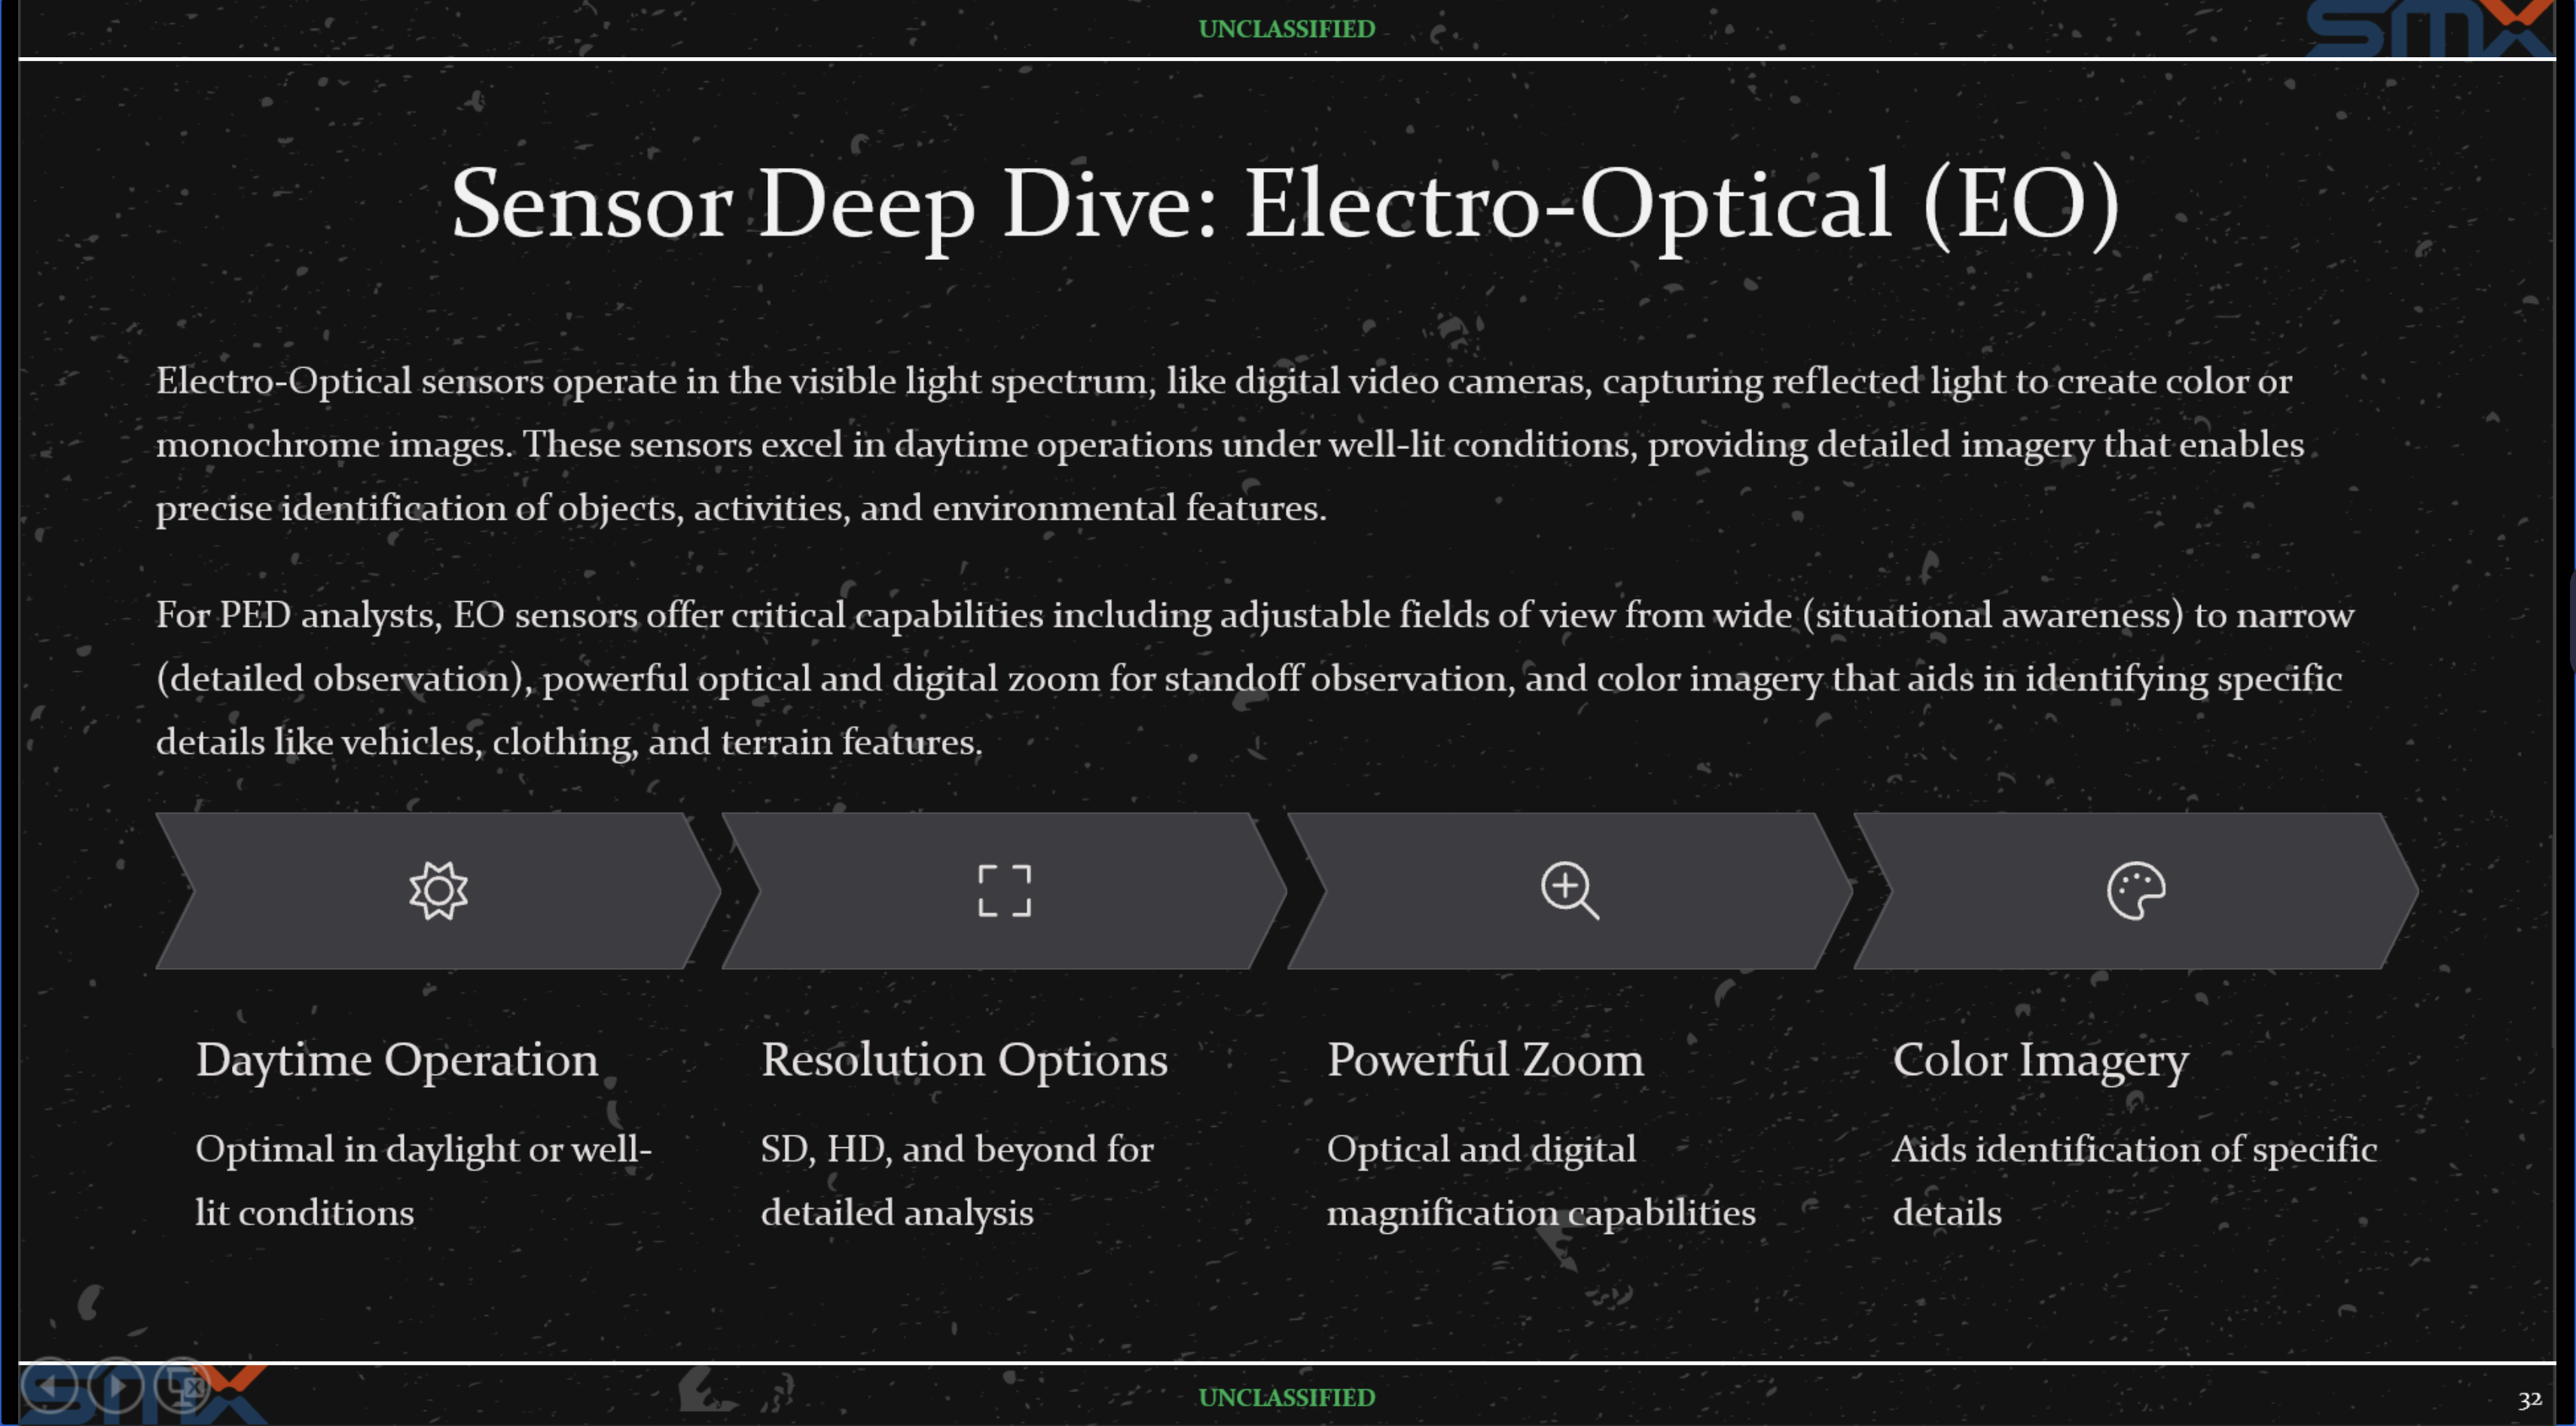 UNCLASSIFIED
SMX
Sensor Deep Dive: Electro-Optical (EO)
Electro-Optical sensors operate in the visible light spectrum, like digital video cameras, capturing reflected light to create color or
monochrome images. These sensors excel in daytime operations under well-lit conditions, providing detailed imagery that enables
precise identification of objects, activities, and environmental features.
For PED analysts, EO sensors offer critical capabilities including adjustable fields of view from wide (situational awareness) to narrow
(detailed observation), powerful optical and digital zoom for standoff observation, and color imagery that aids in identifying specific
details like vehicles, clothing, and terrain features.
Daytime Operation
Optimal in daylight or well-
lit conditions
Resolution Options
SD, HD, and beyond for
detailed analysis
Powerful Zoom
Optical and digital
magnification capabilities
Color Imagery
Aids identification of specific
details
SMX
UNCLASSIFIED
32